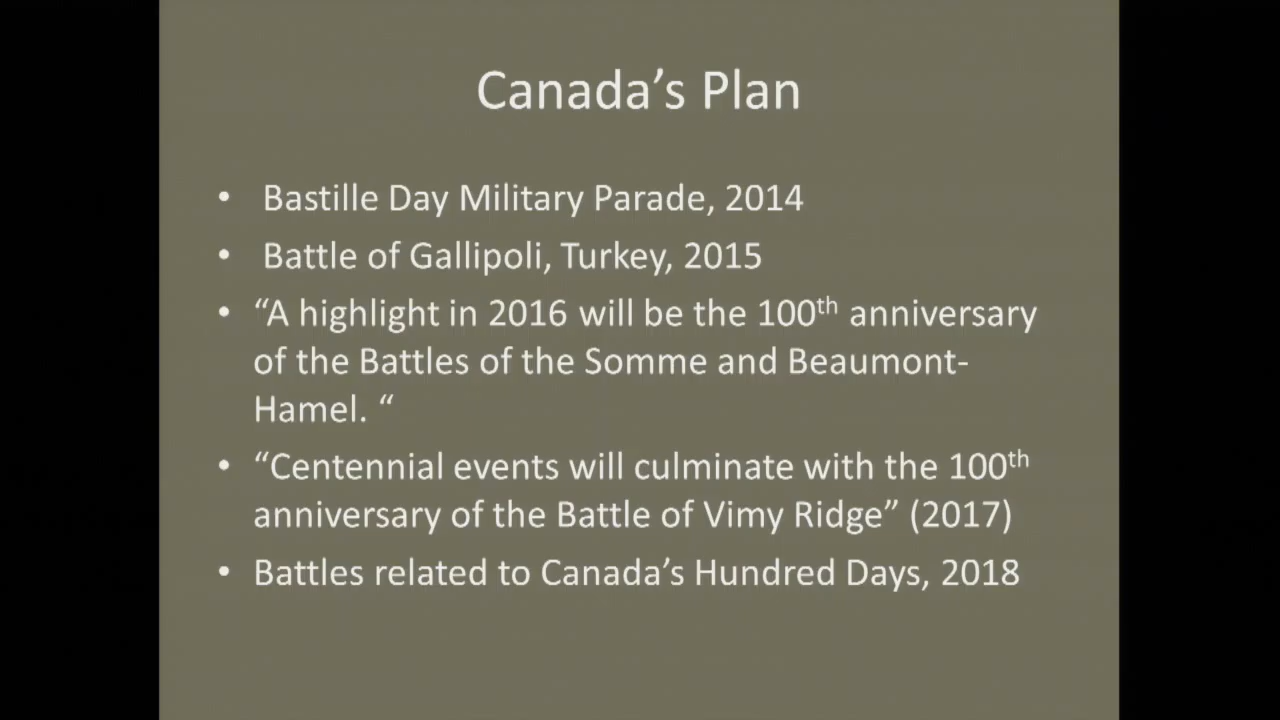 Canada’s Plan
• Bastille Day Military Parade, 2014
• Battle of Gallipoli, Turkey, 2015
• “A highlight in 2016 will be the 100th anniversary
of the Battles of the Somme and Beaumont-
Hamel. “
• “Centennial events will culminate with the 100th
anniversary of the Battle of Vimy Ridge” (2017)
• Battles related to Canada’s Hundred Days, 2018